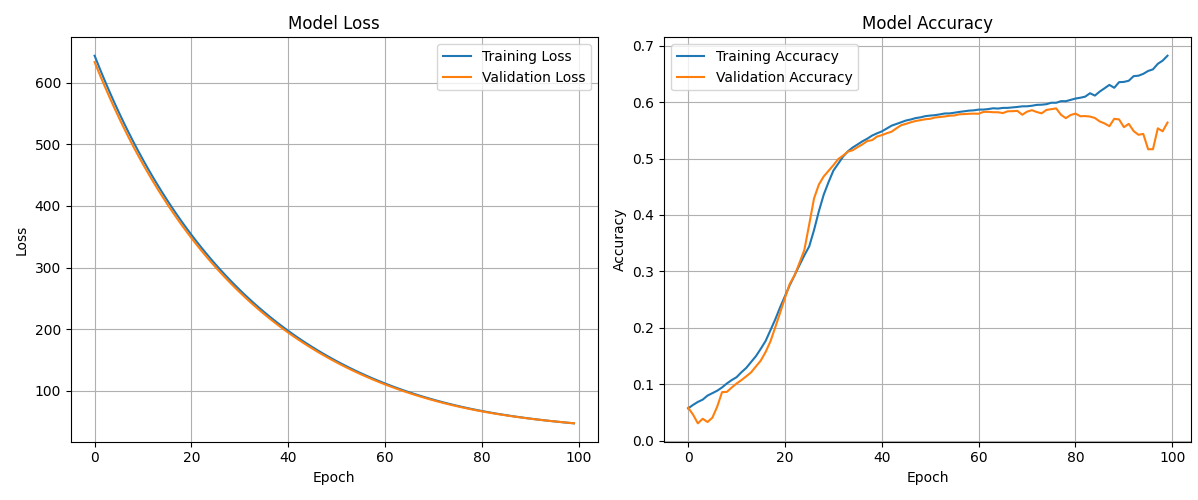 Model Loss
Training Loss
Validation Loss
600
500
400
300
200
100
Loss
0 20 40 60 80 100
Epoch
Model Accuracy
Training Accuracy
Validation Accuracy
0.7
0.6
0.5
0.4
0.3
0.2
0.1
0.0
Accuracy
0 20 40 60 80 100
Epoch